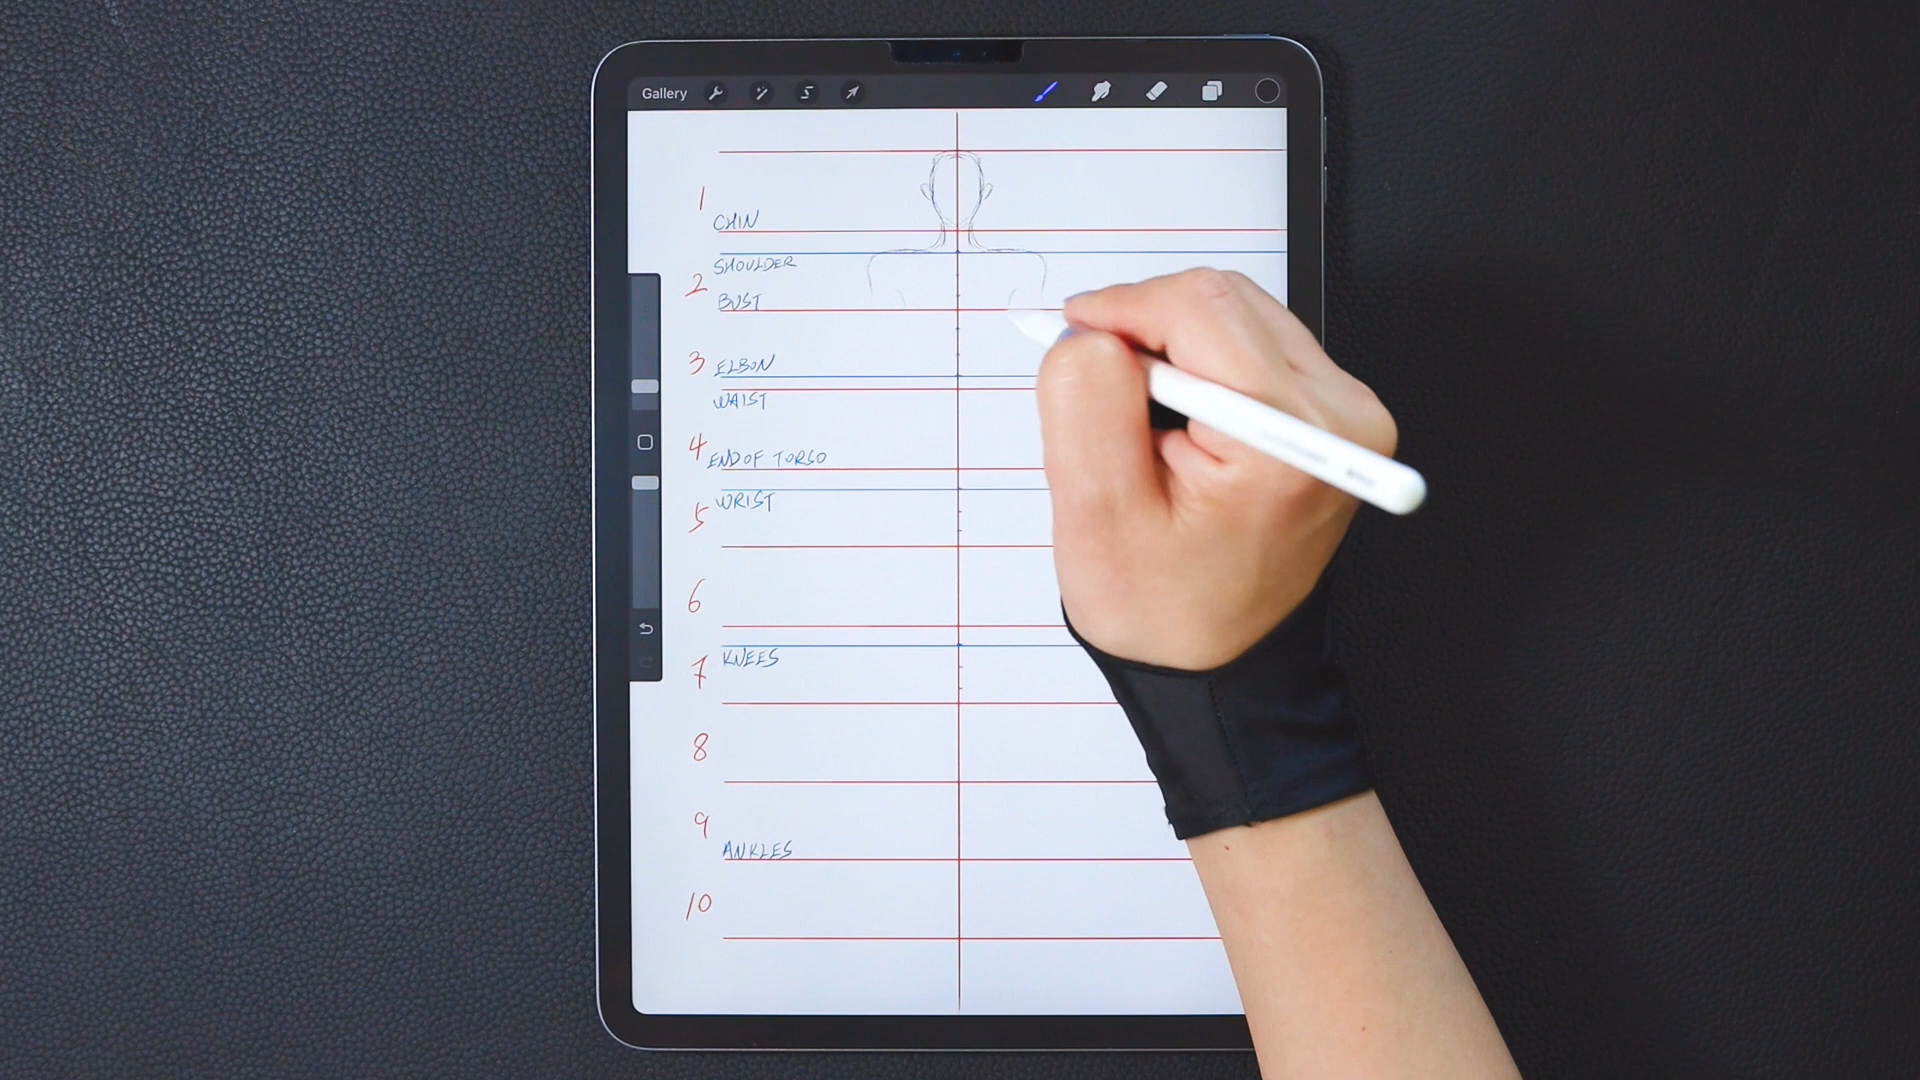 Gallery
1
CHIN
SHOULDER
2
BUST
3
ELBOW
WAIST
4
END OF TORSO
WRIST
5
6
KNEES
7
8
9
ANKLES
10